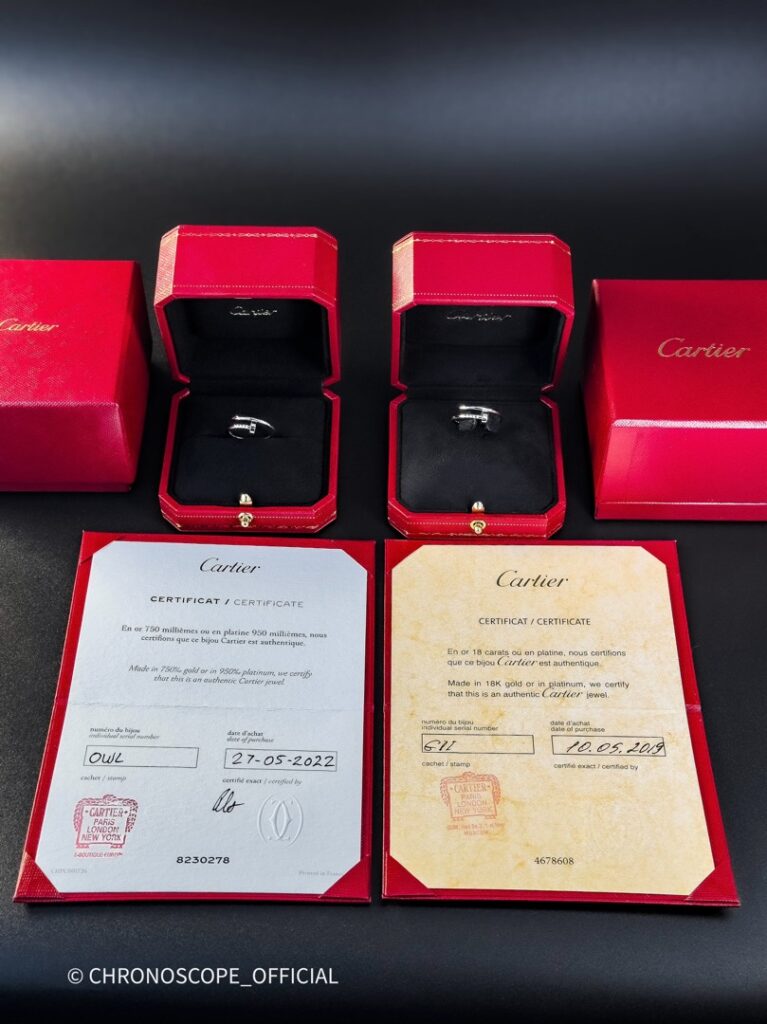 Cartier
Cartier
Cartier
Cartier
Cartier
CERTIFICAT / CERTIFICATE
En or 750 millièmes ou en platine 950 millièmes, nous
certifions que ce bijou Cartier est authentique.
Made in 750‰ gold or in 950‰ platinum, we certify
that this is an authentic Cartier jewel.
numéro du bijou
individual serial number
date d'achat
date of purchase
OWL
27-05-2022
cachet / stamp
certifié exact / certified by
CARTIER
PARIS
LONDON
NEW YORK
8230278
Cartier
CERTIFICAT / CERTIFICATE
En or 18 carats ou en platine, nous certifions
que ce bijou Cartier est authentique.
Made in 18K gold or in platinum, we certify
that this is an authentic Cartier jewel.
numéro du bijou
individual serial number
date d'achat
date of purchase
10.05.2019
cachet / stamp
certifié exact / certified by
CARTIER
PARIS
LONDON
NEW YORK
4678608
© CHRONOSCOPE_OFFICIAL